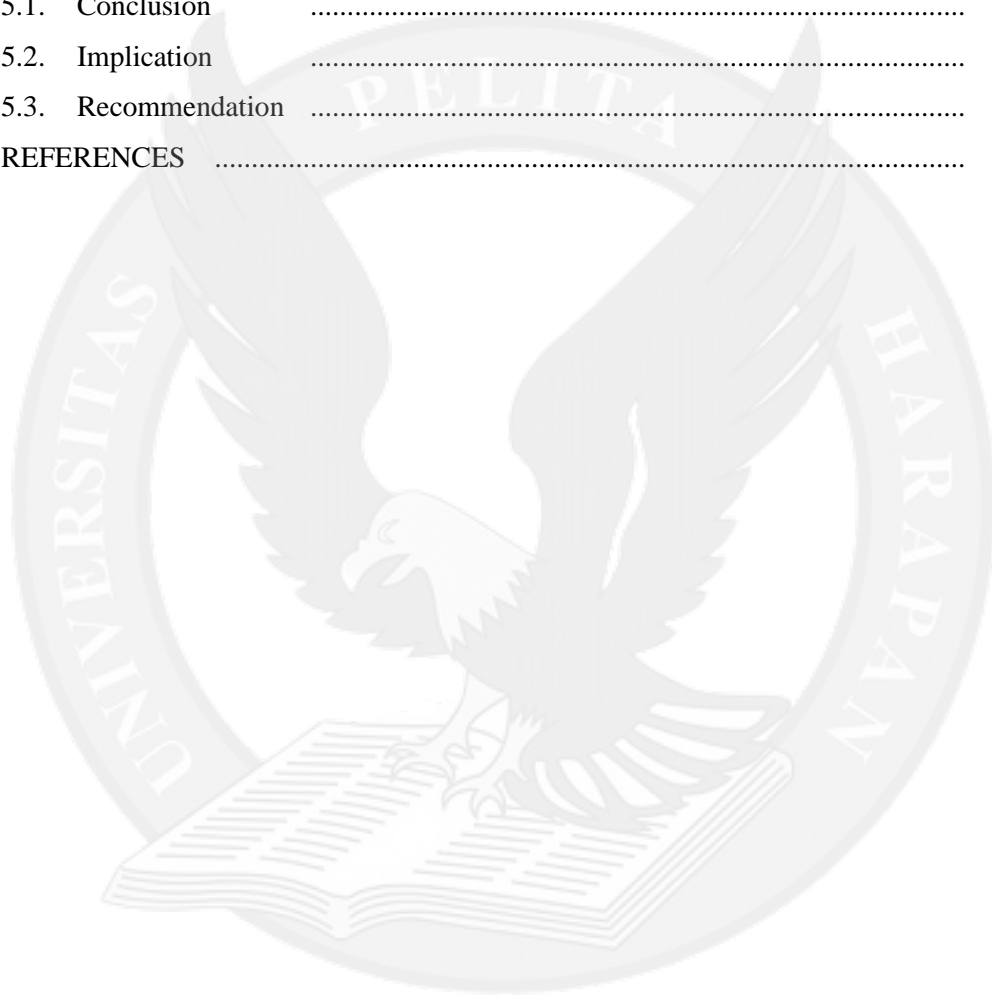 5.1. Conclusion ................................................................................
5.2. Implication ................................................................................
5.3. Recommendation ................................................................................
REFERENCES ................................................................................
UNIVERSITAS PELITA HARAPAN